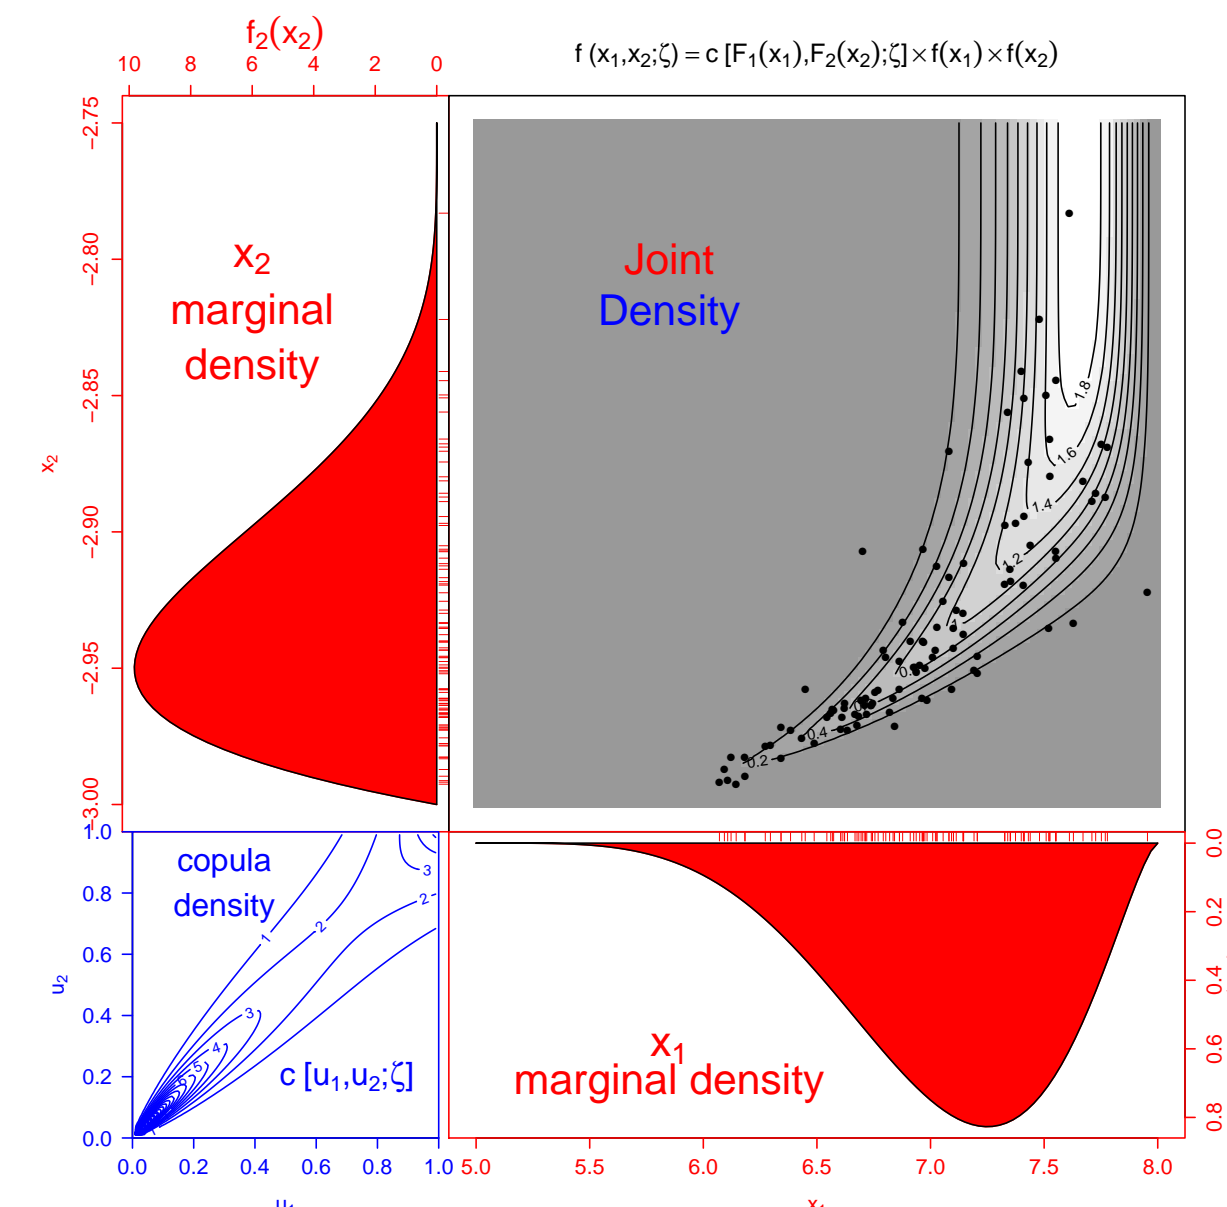 f₂(x₂)
10 8 6 4 2 0
f (x₁,x₂;ζ) = c [F₁(x₁),F₂(x₂);ζ] × f(x₁) × f(x₂)
−2.75
−2.80
−2.85
−2.90
−2.95
−3.00
x₂
x₂
marginal
density
Joint
Density
1.8
1.6
1.4
1.2
1
0.4
0.2
1.0
0.8
0.6
0.4
0.2
0.0
u₂
copula
density
1
2
3
2
3
4
5
c [u₁,u₂;ζ]
0.0 0.2 0.4 0.6 0.8 1.0
u₁
x₁
marginal density
0.0
0.2
0.4
0.6
0.8
5.0 5.5 6.0 6.5 7.0 7.5 8.0
x₁